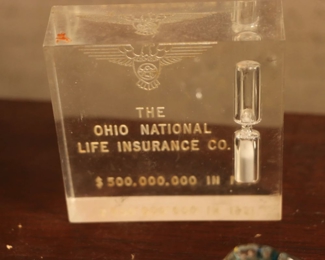 THE
OHIO NATIONAL
LIFE INSURANCE CO.
$500,000,000 IN